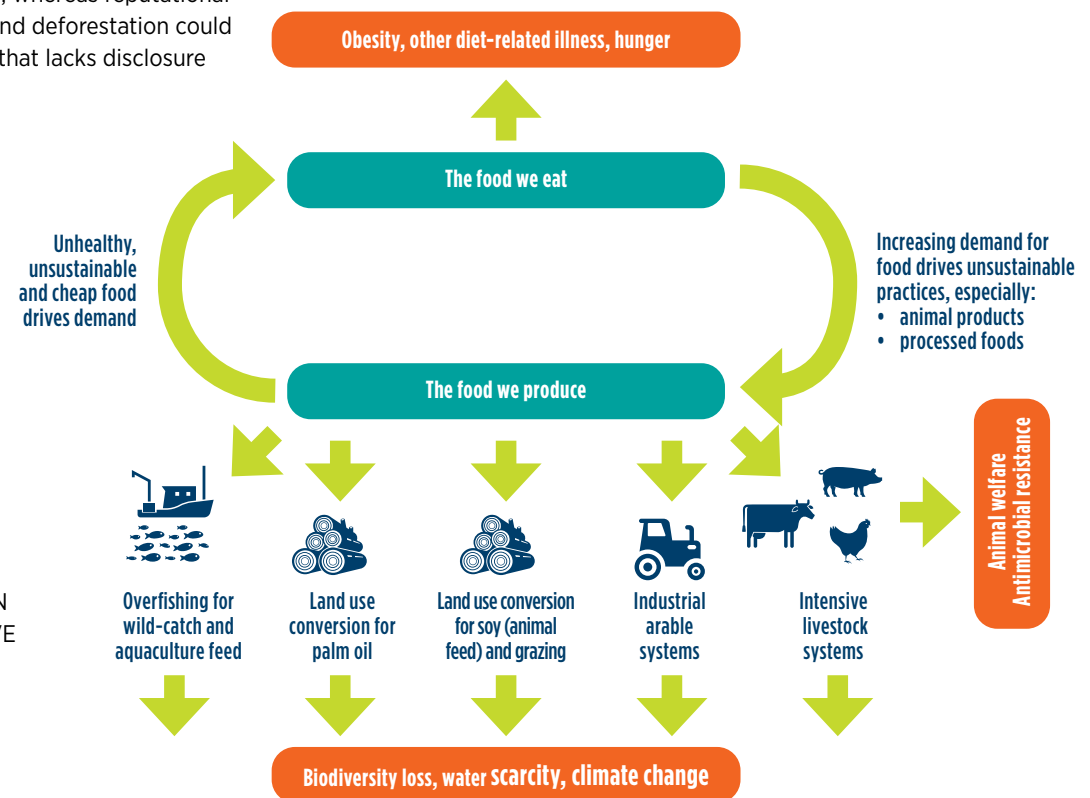 , whereas reputational
nd deforestation could
that lacks disclosure
Obesity, other diet-related illness, hunger
The food we eat
Unhealthy,
unsustainable
and cheap food
drives demand
Increasing demand for
food drives unsustainable
practices, especially:
• animal products
• processed foods
The food we produce
Animal welfare
Antimicrobial resistance
N
/E
Overfishing for
wild-catch and
aquaculture feed
Land use
conversion for
palm oil
Land use conversion
for soy (animal
feed) and grazing
Industrial
arable
systems
Intensive
livestock
systems
Biodiversity loss, water scarcity, climate change